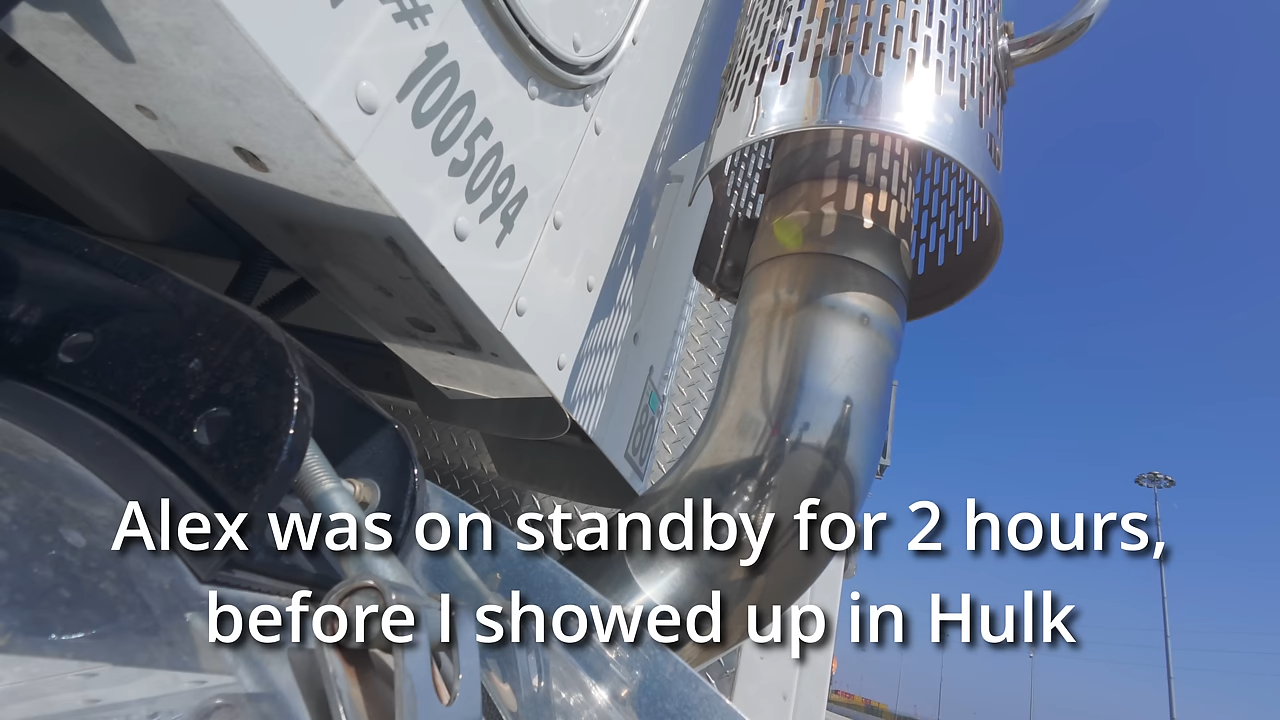 # 1005094
Alex was on standby for 2 hours,
before I showed up in Hulk